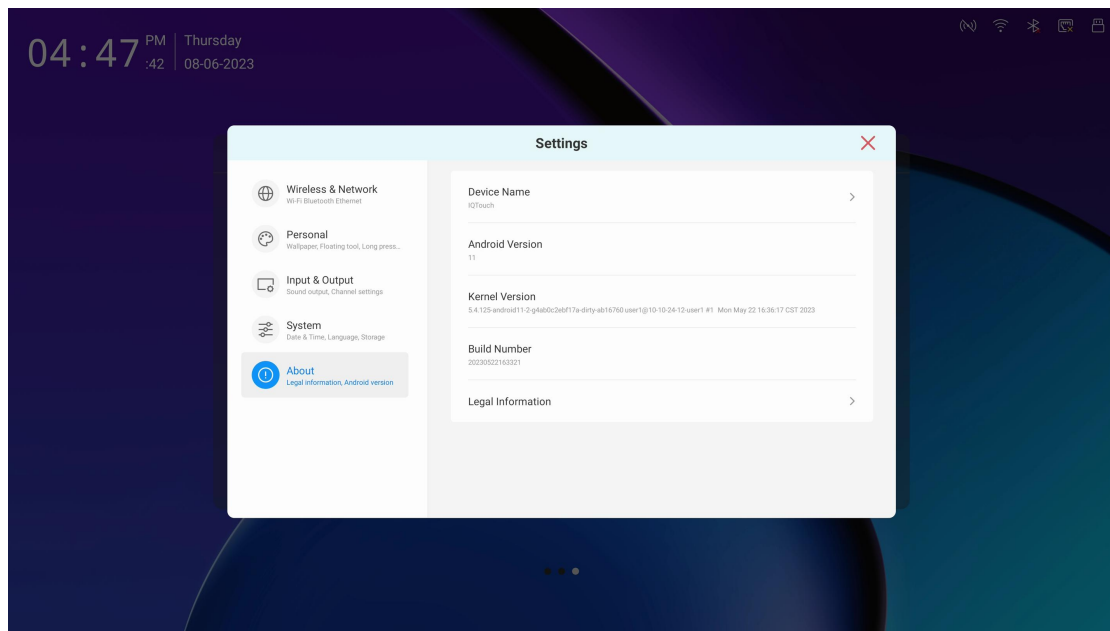 04:47 PM :42
Thursday
08-06-2023
Settings
Wireless & Network
Wi-Fi Bluetooth Ethernet
Personal
Wallpaper, Floating tool, Long press...
Input & Output
Sound output, Channel settings
System
Date & Time, Language, Storage
About
Legal information, Android version
Device Name
IQTouch
Android Version
11
Kernel Version
5.4.125-android11-2-g4ab0c2ebf17a-dirty-ab16760 user1@10-10-24-12-user1 #1 Mon May 22 16:36:17 CST 2023
Build Number
20230522163321
Legal Information